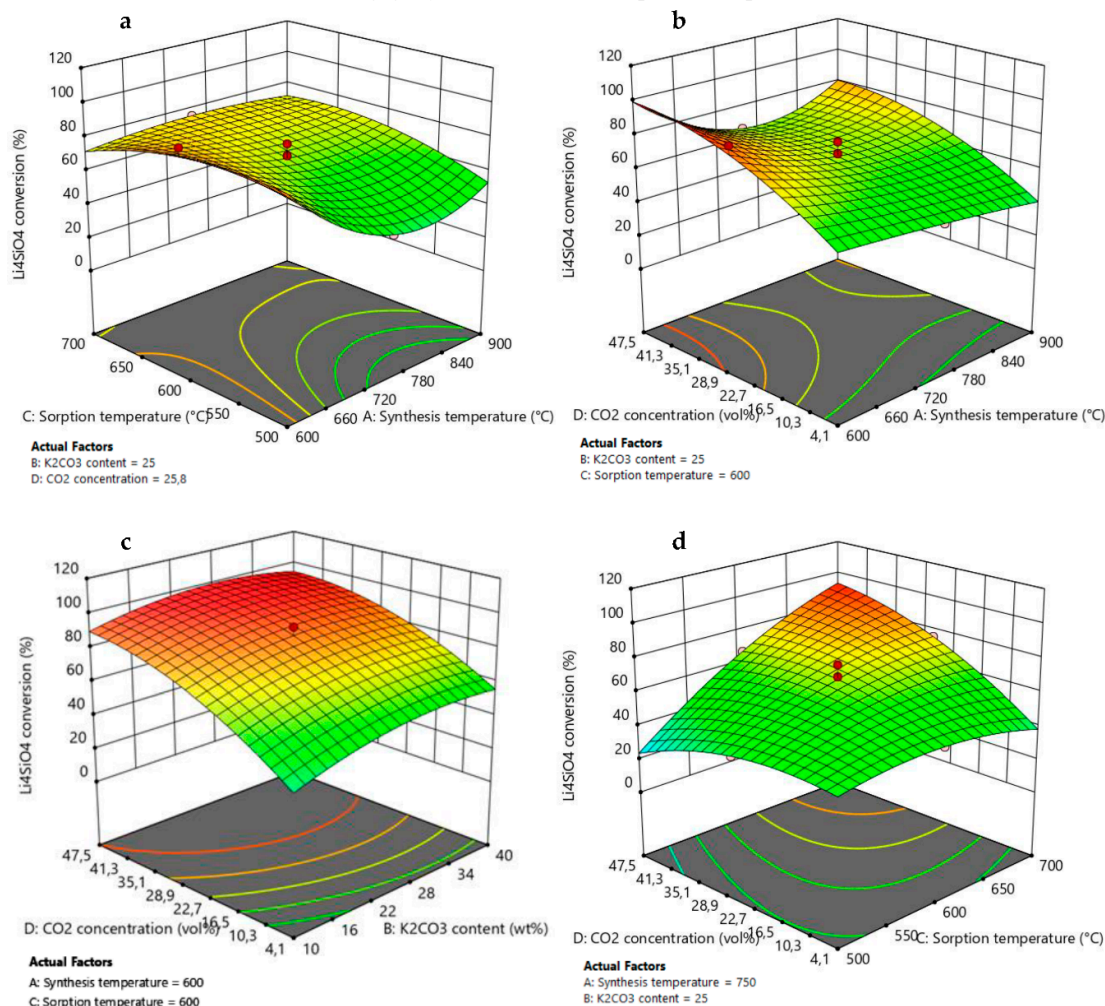 a
120
100
80
60
40
20
0
Li4SiO4 conversion (%)
700
650
600
550
500
C: Sorption temperature (°C)
600
660
720
780
840
900
A: Synthesis temperature (°C)
Actual Factors
B: K2CO3 content = 25
D: CO2 concentration = 25,8
b
120
100
80
60
40
20
0
Li4SiO4 conversion (%)
47,5
41,3
35,1
28,9
22,7
16,5
10,3
4,1
D: CO2 concentration (vol%)
600
660
720
780
840
900
A: Synthesis temperature (°C)
Actual Factors
B: K2CO3 content = 25
C: Sorption temperature = 600
c
120
100
80
60
40
20
0
Li4SiO4 conversion (%)
47,5
41,3
35,1
28,9
22,7
16,5
10,3
4,1
D: CO2 concentration (vol%)
10
16
22
28
34
40
B: K2CO3 content (wt%)
Actual Factors
A: Synthesis temperature = 600
C: Sorption temperature = 600
d
120
100
80
60
40
20
0
Li4SiO4 conversion (%)
47,5
41,3
35,1
28,9
22,7
16,5
10,3
4,1
D: CO2 concentration (vol%)
500
550
600
650
700
C: Sorption temperature (°C)
Actual Factors
A: Synthesis temperature = 750
B: K2CO3 content = 25